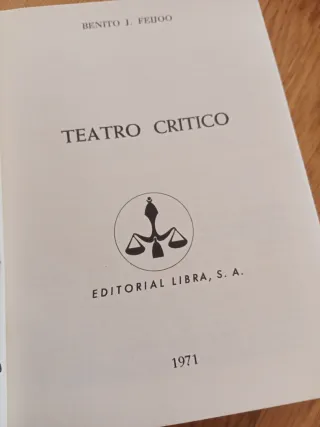 BENITO J. FEIJOO
TEATRO CRITICO
EDITORIAL LIBRA, S. A.
1971